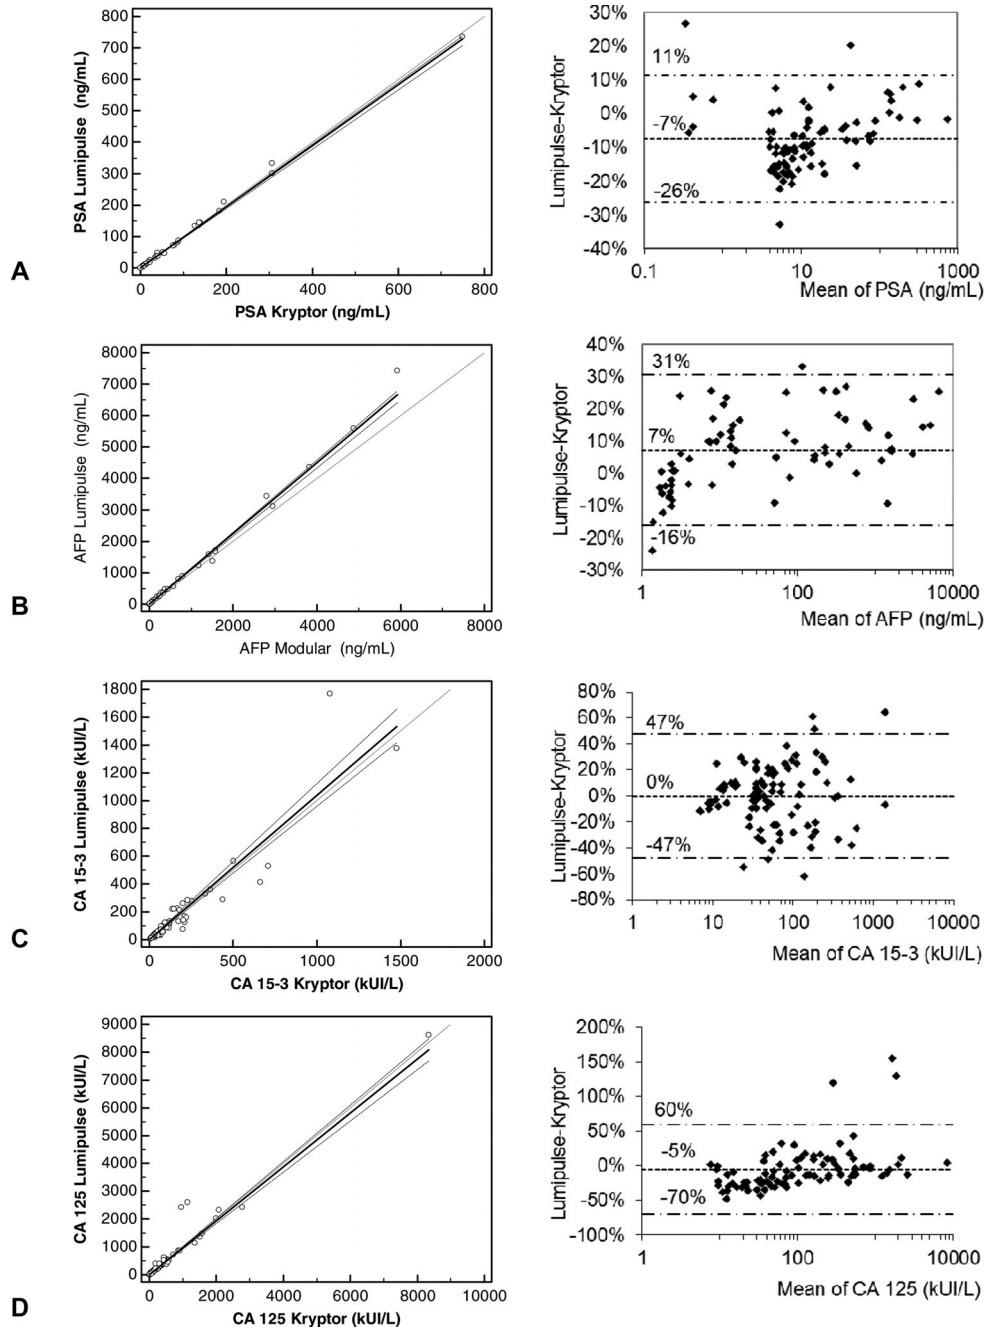 800
700
600
500
400
300
200
100
0
PSA Lumipulse (ng/mL)
0 200 400 600 800
PSA Kryptor (ng/mL)
A
30%
20%
10%
0%
-10%
-20%
-30%
-40%
Lumipulse-Kryptor
11%
-7%
-26%
0.1 10 1000
Mean of PSA (ng/mL)
8000
7000
6000
5000
4000
3000
2000
1000
0
AFP Lumipulse (ng/mL)
0 2000 4000 6000 8000
AFP Modular (ng/mL)
B
40%
30%
20%
10%
0%
-10%
-20%
-30%
Lumipulse-Kryptor
31%
7%
-16%
1 100 10000
Mean of AFP (ng/mL)
1800
1600
1400
1200
1000
800
600
400
200
0
CA 15-3 Lumipulse (kUI/L)
0 500 1000 1500 2000
CA 15-3 Kryptor (kUI/L)
C
80%
60%
40%
20%
0%
-20%
-40%
-60%
-80%
Lumipulse-Kryptor
47%
0%
-47%
1 10 100 1000 10000
Mean of CA 15-3 (kUI/L)
9000
8000
7000
6000
5000
4000
3000
2000
1000
0
CA 125 Lumipulse (kUI/L)
0 2000 4000 6000 8000 10000
CA 125 Kryptor (kUI/L)
D
200%
150%
100%
50%
0%
-50%
-100%
Lumipulse-Kryptor
60%
-5%
-70%
1 100 10000
Mean of CA 125 (kUI/L)